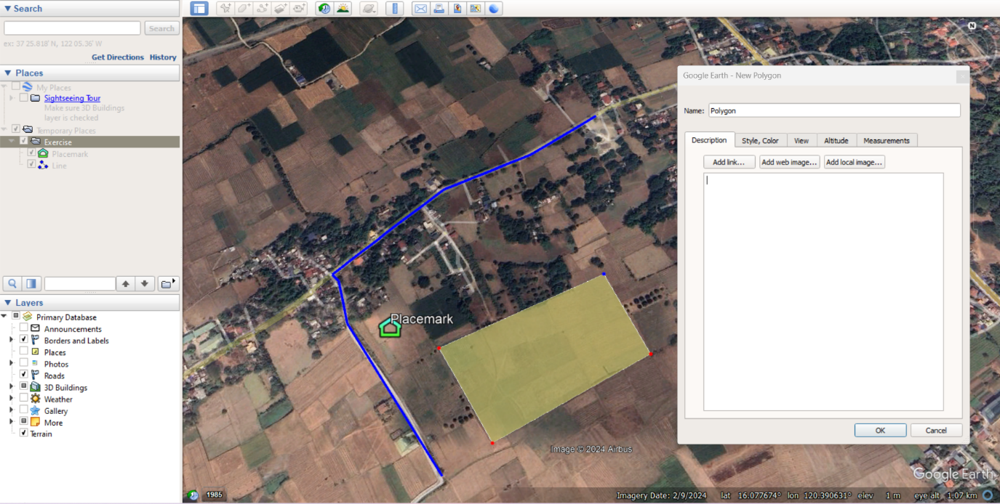 Search
Search
ex: 37 25.818' N, 122 05.36' W
Get Directions History
Places
My Places
Sightseeing Tour
Make sure 3D Buildings
layer is checked
Temporary Places
Exercise
Placemark
Line
Layers
Primary Database
Announcements
Borders and Labels
Places
Photos
Roads
3D Buildings
Weather
Gallery
More
Terrain
N
Placemark
Image © 2024 Airbus
Google Earth
1985
Imagery Date: 2/9/2024 lat 16.077674° lon 120.390631° elev 1 m eye alt 1.07 km
Google Earth - New Polygon
Name: Polygon
Description Style, Color View Altitude Measurements
Add link... Add web image... Add local image...
OK Cancel